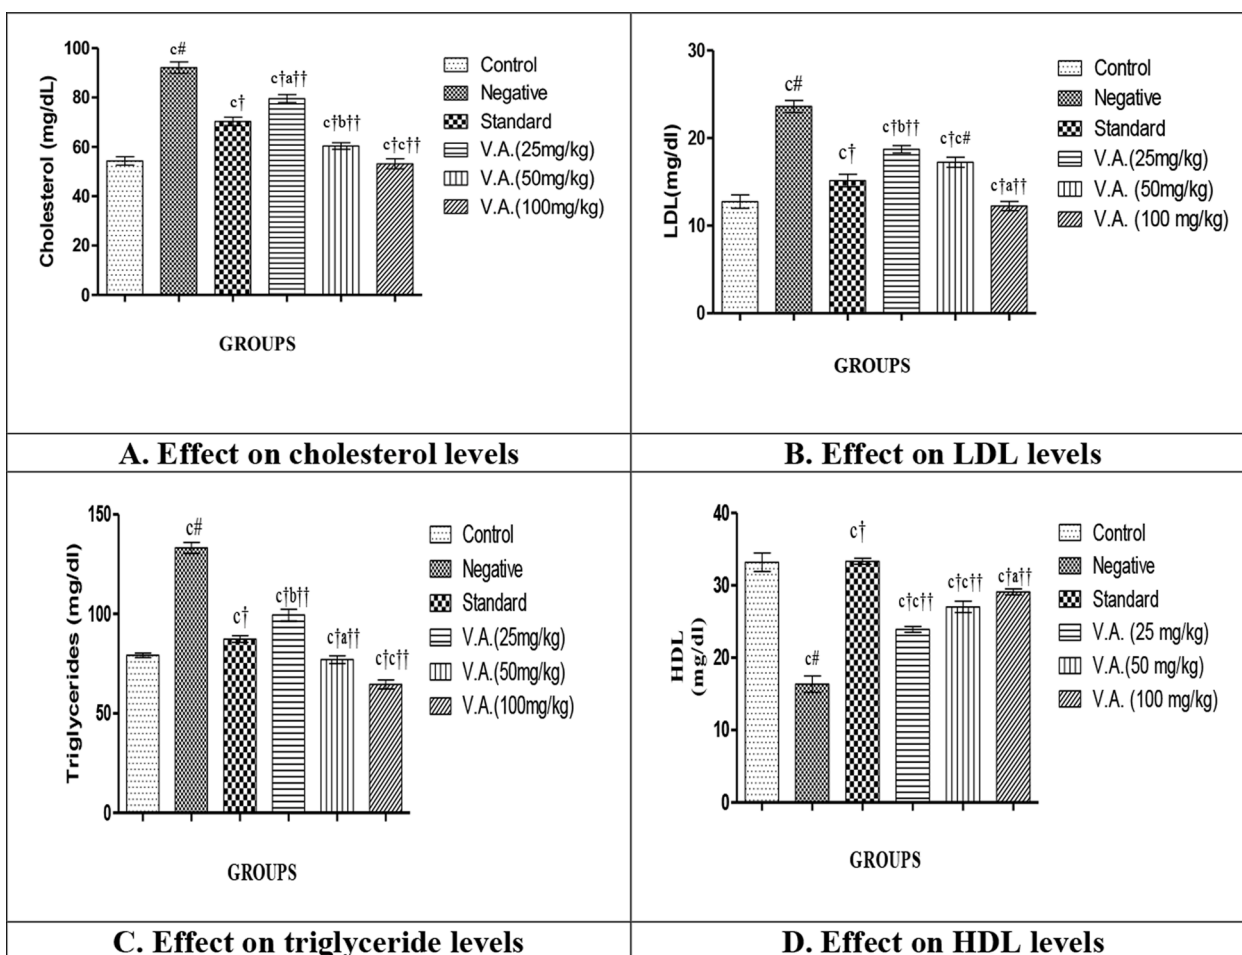 100
80
60
40
20
0
Cholesterol (mg/dL)
c#
c†
c†a††
c†b††
c†c††
GROUPS
Control
Negative
Standard
V.A.(25mg/kg)
V.A.(50mg/kg)
V.A.(100mg/kg)
A. Effect on cholesterol levels
30
20
10
0
LDL(mg/dl)
c#
c†
c†b††
c†c#
c†a††
GROUPS
Control
Negative
Standard
V.A.(25mg/kg)
V.A. (50mg/kg)
V.A. (100 mg/kg)
B. Effect on LDL levels
150
100
50
0
Triglycerides (mg/dl)
c#
c†
c†b††
c†a††
c†c††
GROUPS
Control
Negative
Standard
V.A.(25mg/kg)
V.A.(50mg/kg)
V.A.(100mg/kg)
C. Effect on triglyceride levels
40
30
20
10
0
HDL
(mg/dl)
c#
c†
c†c††
c†c††
c†a††
GROUPS
Control
Negative
Standard
V.A. (25 mg/kg)
V.A.(50 mg/kg)
V.A. (100 mg/kg)
D. Effect on HDL levels